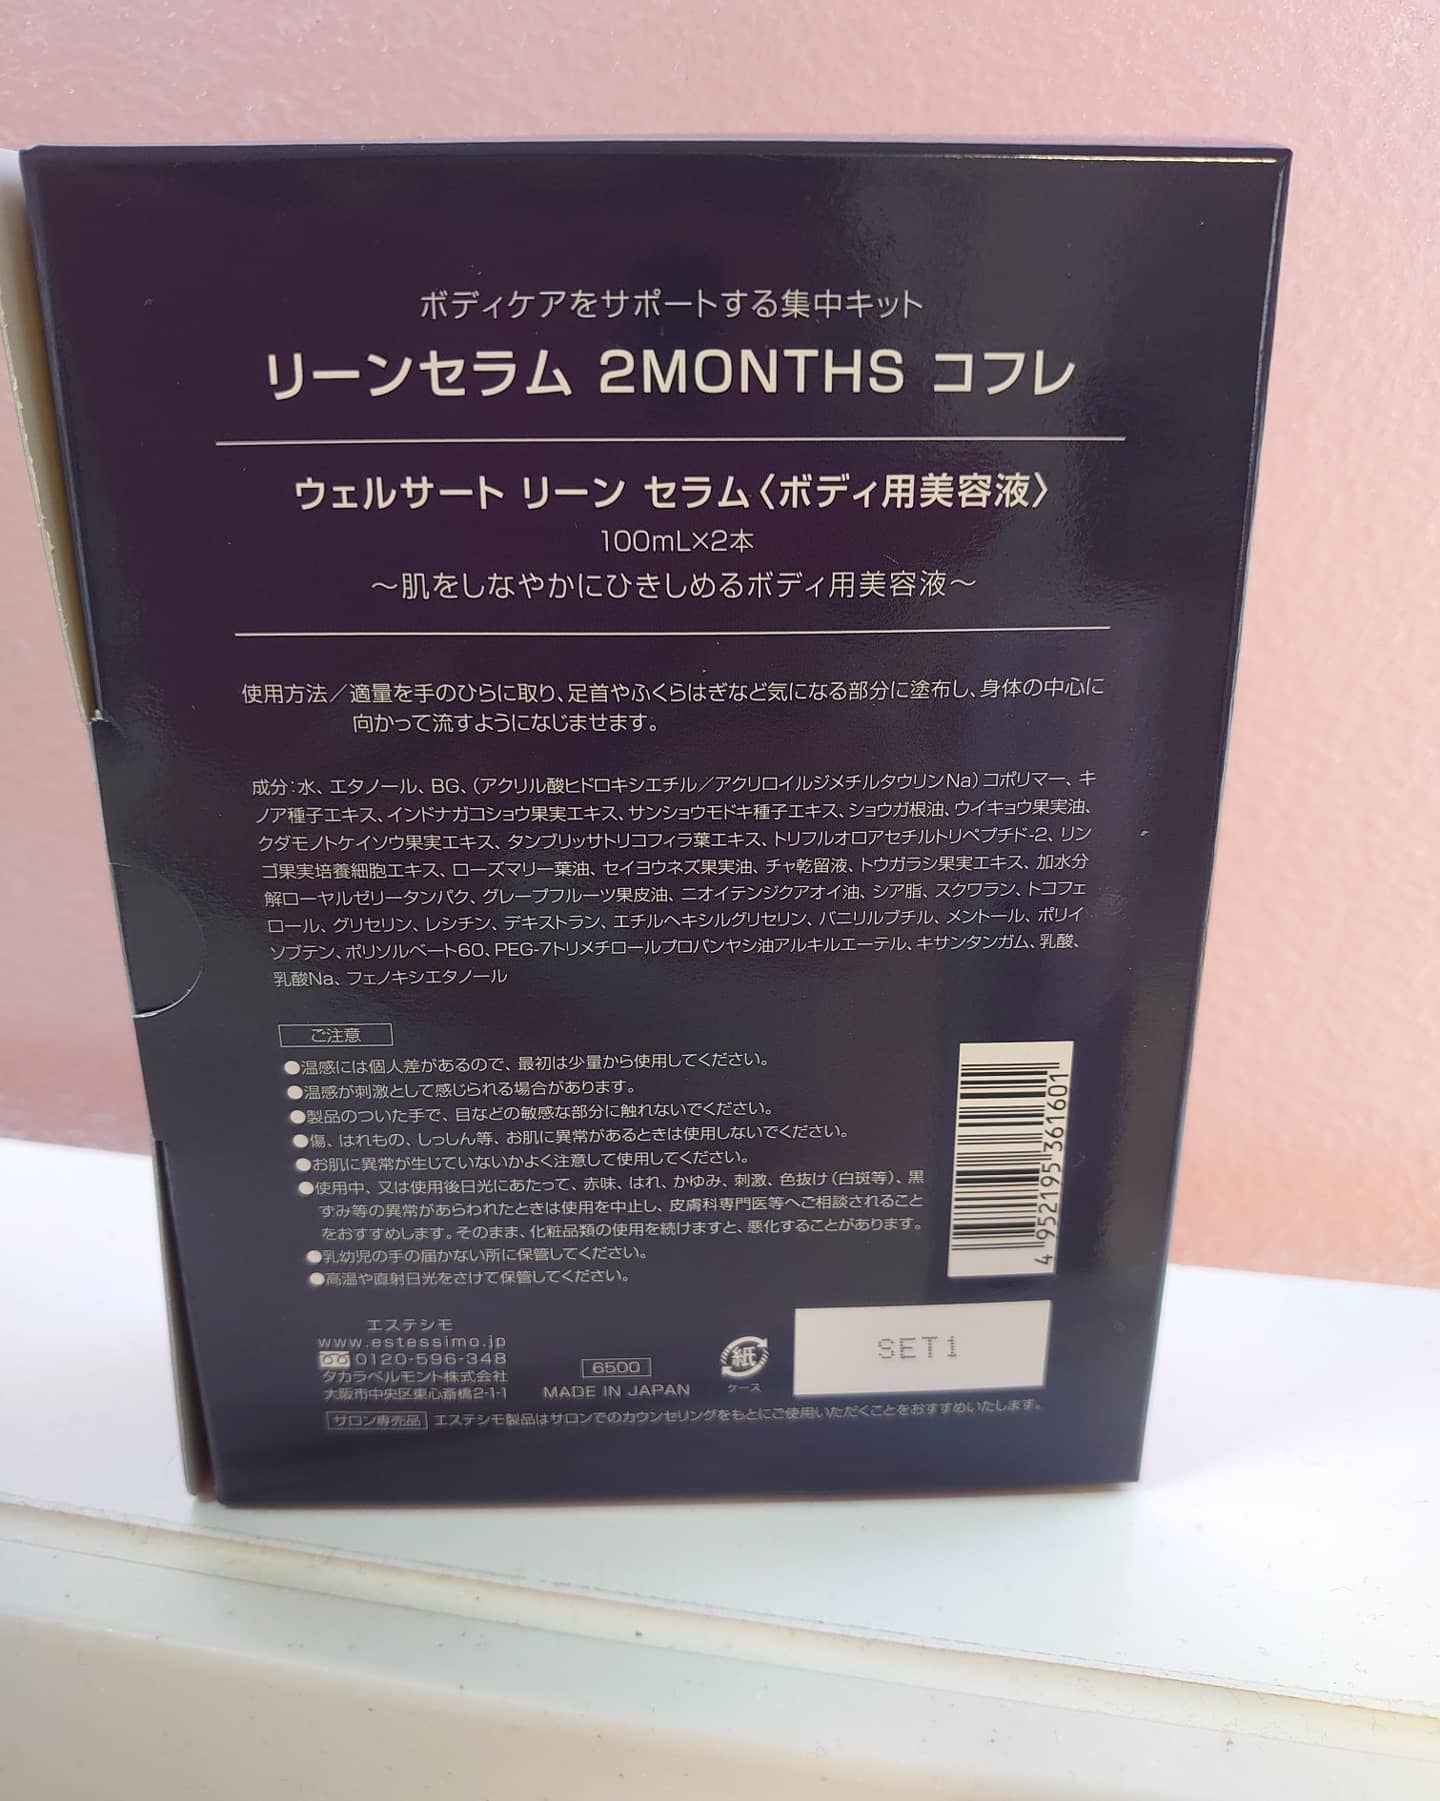 ボディケアをサポートする集中キット
リーンセラム 2MONTHS コフレ
ウェルサート リーン セラム〈ボディ用美容液〉
100mL×2本
～肌をしなやかにひきしめるボディ用美容液～
使用方法／適量を手のひらに取り、足首やふくらはぎなど気になる部分に塗布し、身体の中心に
向かって流すようになじませます。
成分：水、エタノール、BG、（アクリル酸ヒドロキシエチル／アクリロイルジメチルタウリンNa）コポリマー、キ
ノア種子エキス、インドナガコショウ果実エキス、サンショウモドキ種子エキス、ショウガ根油、ウイキョウ果実油、
クダモノトケイソウ果実エキス、タンブリッサトリコフィラ葉エキス、トリフルオロアセチルトリペプチド-2、リン
ゴ果実培養細胞エキス、ローズマリー葉油、セイヨウネズ果実油、チャ乾留液、トウガラシ果実エキス、加水分
解ローヤルゼリータンパク、グレープフルーツ果皮油、ニオイテンジクアオイ油、シア脂、スクワラン、トコフェ
ロール、グリセリン、レシチン、デキストラン、エチルヘキシルグリセリン、バニリルブチル、メントール、ポリイ
ソブテン、ポリソルベート60、PEG-7トリメチロールプロパンヤシ油アルキルエーテル、キサンタンガム、乳酸、
乳酸Na、フェノキシエタノール
ご注意
●温感には個人差があるので、最初は少量から使用してください。
●温感が刺激として感じられる場合があります。
●製品のついた手で、目などの敏感な部分に触れないでください。
●傷、はれもの、しっしん等、お肌に異常があるときは使用しないでください。
●お肌に異常が生じていないかよく注意して使用してください。
●使用中、又は使用後日光にあたって、赤味、はれ、かゆみ、刺激、色抜け（白斑等）、黒
ずみ等の異常があらわれたときは使用を中止し、皮膚科専門医等へご相談されること
をおすすめします。そのまま、化粧品類の使用を続けますと、悪化することがあります。
●乳幼児の手の届かない所に保管してください。
●高温や直射日光をさけて保管してください。
4 952195 361601
エステシモ
www.estessimo.jp
0120-596-348
タカラベルモント株式会社
大阪市中央区東心斎橋2-1-1
6500
MADE IN JAPAN
紙
ケース
SET1
サロン専売品 エステシモ製品はサロンでのカウンセリングをもとにご使用いただくことをおすすめいたします。